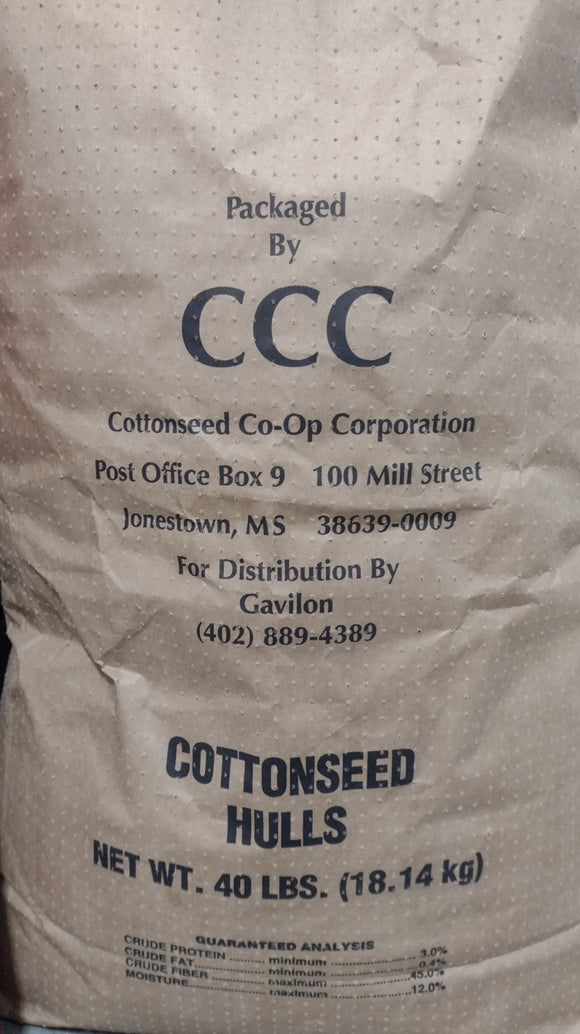 Packaged
By
CCC
Cottonseed Co-Op Corporation
Post Office Box 9 100 Mill Street
Jonestown, MS 38639-0009
For Distribution By
Gavilon
(402) 889-4389
COTTONSEED
HULLS
NET WT. 40 LBS. (18.14 kg)
GUARANTEED ANALYSIS
CRUDE PROTEIN .......... minimum .......................... 3.0%
CRUDE FAT................... minimum .......................... 0.4%
CRUDE FIBER .............. maximum ........................45.0%
MOISTURE................... maximum ........................12.0%